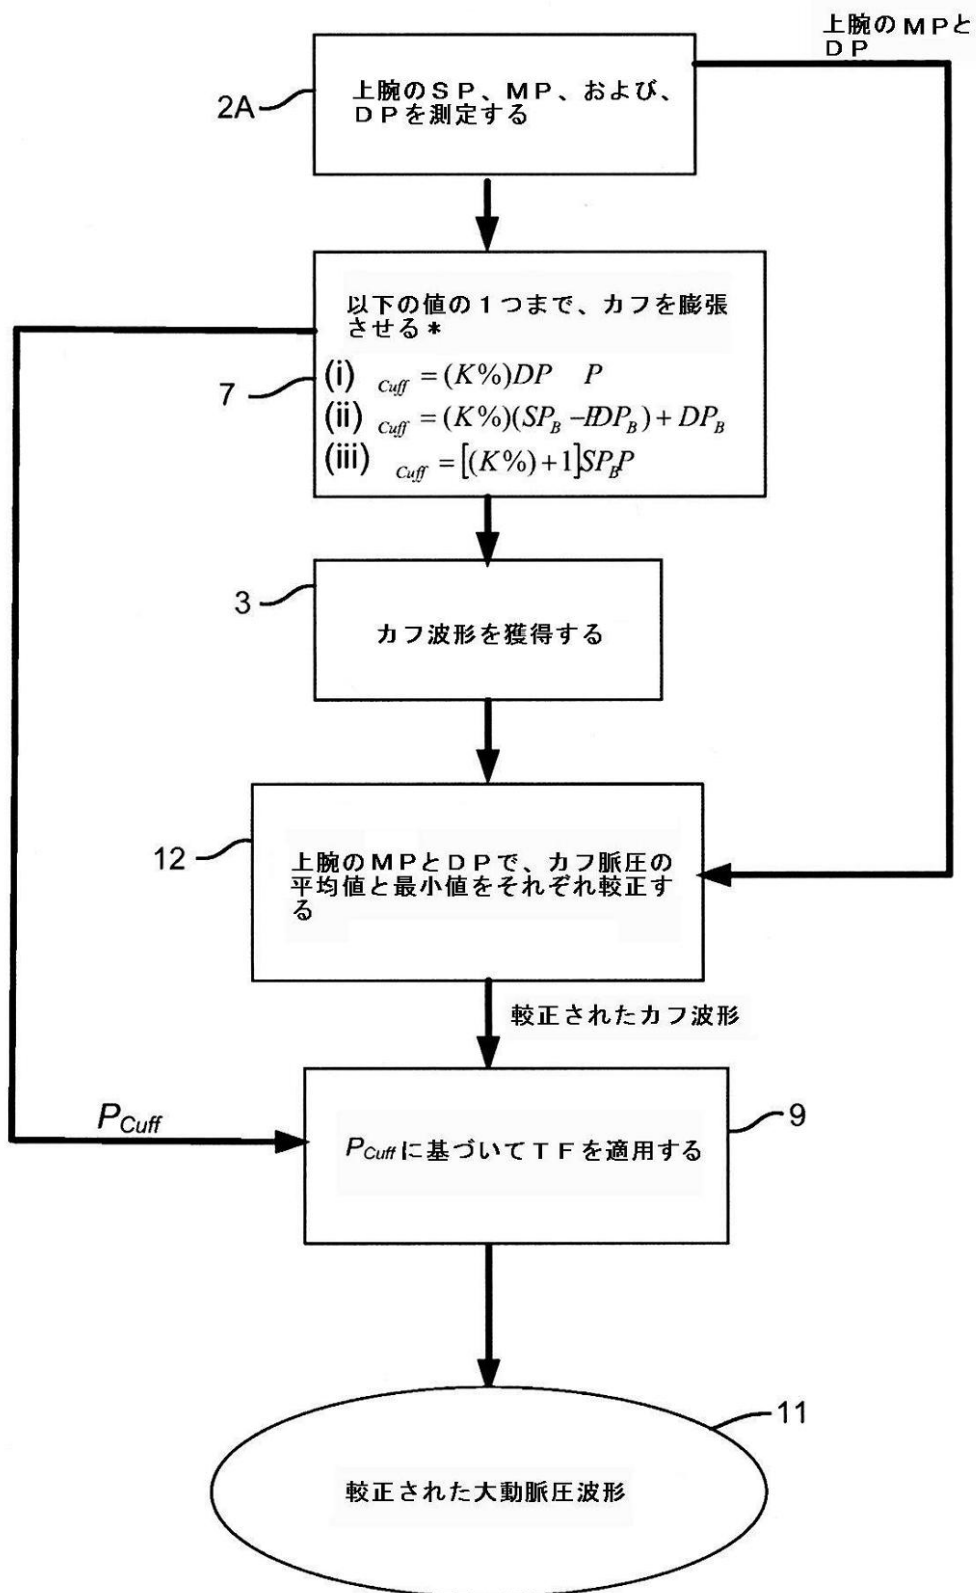 上腕のMPと
DP
2A
上腕のSP、MP、および、
DPを測定する
以下の値の1つまで、カフを膨張
させる*
7
(i) Cuff = (K%)DP P
(ii) Cuff = (K%)(SP_B − PDP_B) + DP_B
(iii) Cuff = [(K%) + 1]SP_B P
3
カフ波形を獲得する
12
上腕のMPとDPで、カフ脈圧の
平均値と最小値をそれぞれ較正す
る
較正されたカフ波形
P_Cuff
9
P_Cuffに基づいてTFを適用する
11
較正された大動脈圧波形